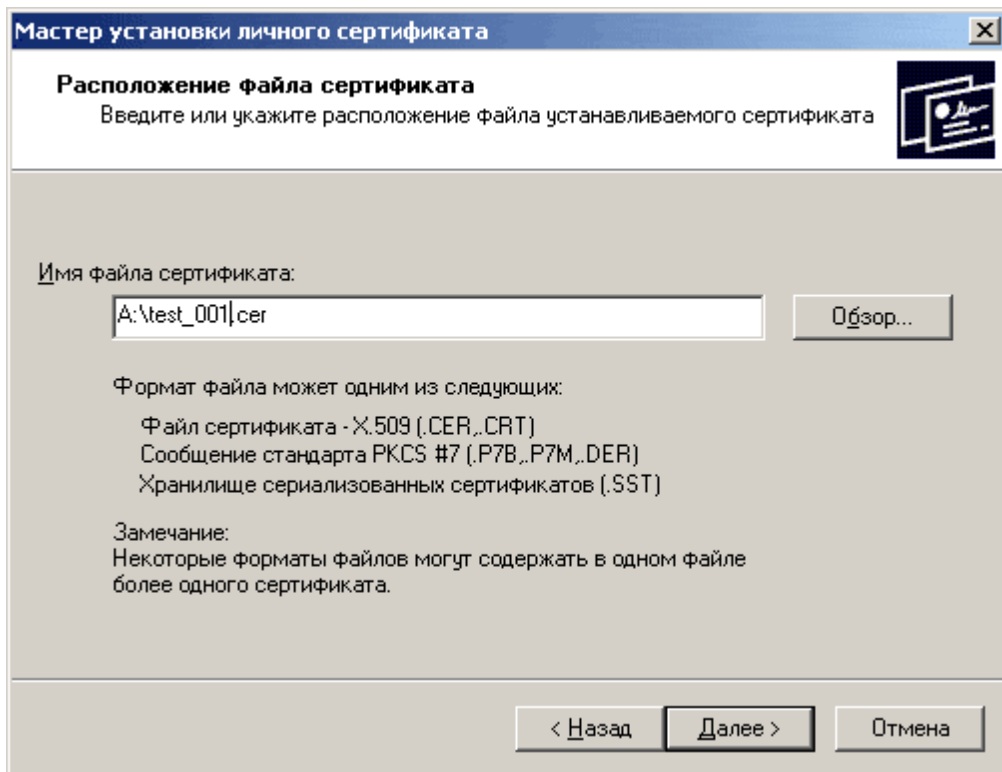 Мастер установки личного сертификата
Расположение файла сертификата
Введите или укажите расположение файла устанавливаемого сертификата
Имя файла сертификата:
A:\test_001.cer
Обзор...
Формат файла может одним из следующих:
Файл сертификата - X.509 (.CER,.CRT)
Сообщение стандарта PKCS #7 (.P7B,.P7M,.DER)
Хранилище сериализованных сертификатов (.SST)
Замечание:
Некоторые форматы файлов могут содержать в одном файле
более одного сертификата.
< Назад
Далее >
Отмена